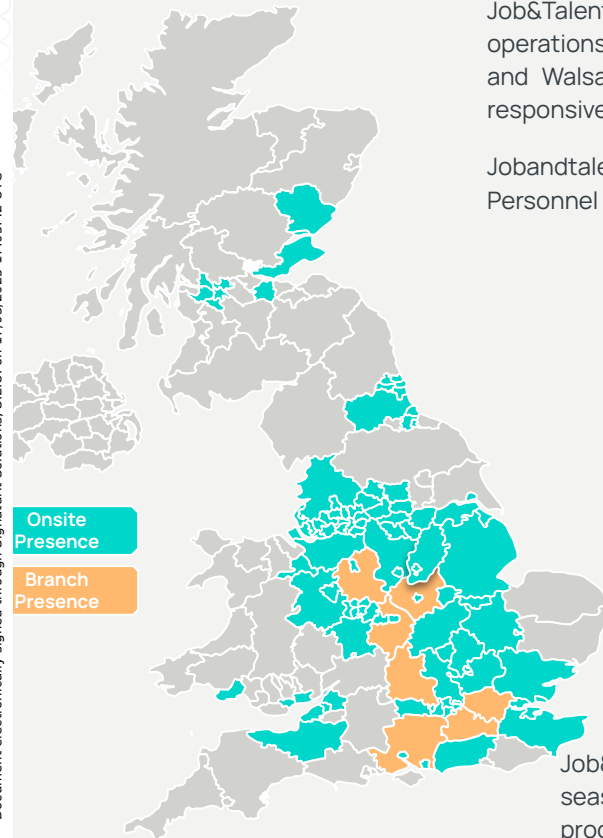 Job&Talent
operations
and Walsa
responsive
Jobandtale
Personnel
Onsite
Presence
Branch
Presence
Job&
seas
proc